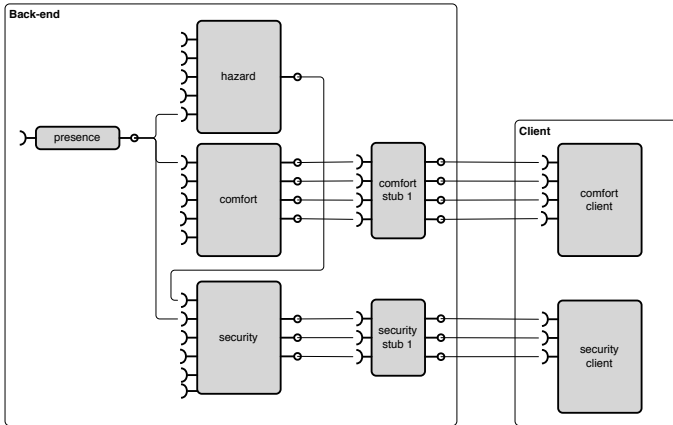 Back-end
hazard
presence
Client
comfort
comfort
stub 1
comfort
client
security
security
stub 1
security
client